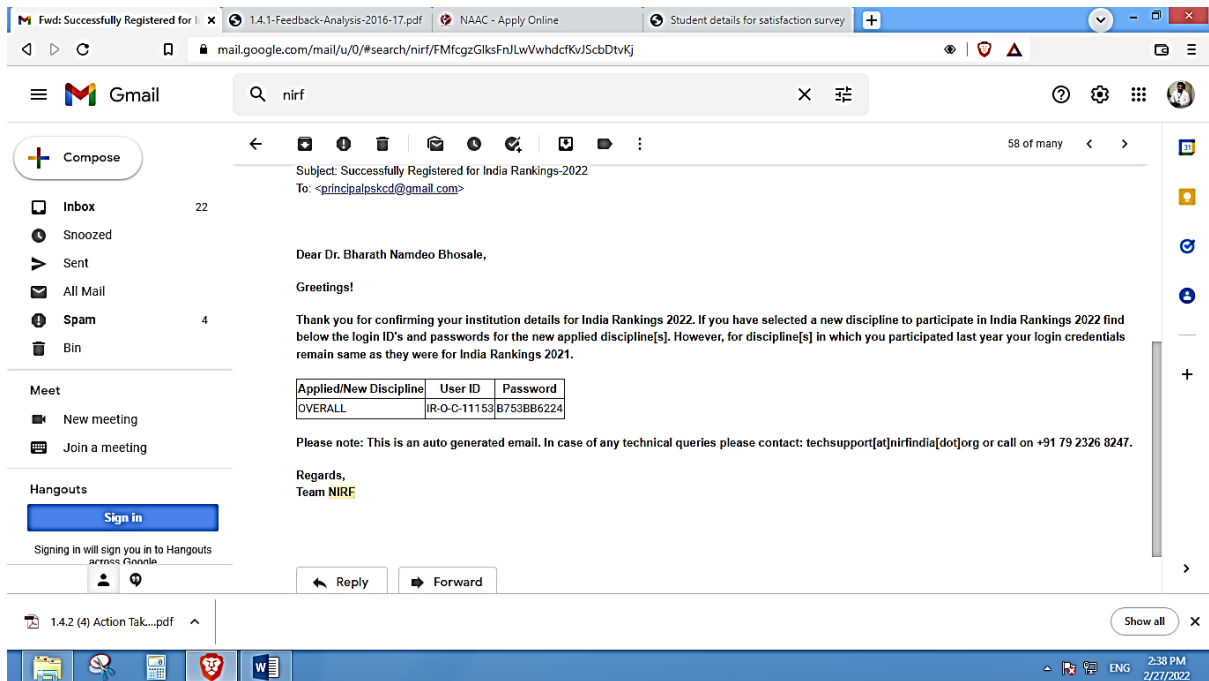 Fwd: Successfully Registered for I
1.4.1-Feedback-Analysis-2016-17.pdf
NAAC - Apply Online
Student details for satisfaction survey
mail.google.com/mail/u/0/#search/nirf/FMfcgzGlksFnJLwVwhdcfKvJScbDtvKj
Gmail
nirf
Compose
58 of many
Subject: Successfully Registered for India Rankings-2022
To: <principalpskcd@gmail.com>
Inbox 22
Snoozed
Sent
All Mail
Spam 4
Bin
Meet
New meeting
Join a meeting
Hangouts
Sign in
Signing in will sign you in to Hangouts
across Google
Dear Dr. Bharath Namdeo Bhosale,
Greetings!
Thank you for confirming your institution details for India Rankings 2022. If you have selected a new discipline to participate in India Rankings 2022 find
below the login ID's and passwords for the new applied discipline[s]. However, for discipline[s] in which you participated last year your login credentials
remain same as they were for India Rankings 2021.
Applied/New Discipline User ID Password
OVERALL IR-O-C-11153 B753BB6224
Please note: This is an auto generated email. In case of any technical queries please contact: techsupport[at]nirfindia[dot]org or call on +91 79 2326 8247.
Regards,
Team NIRF
Reply
Forward
31
1.4.2 (4) Action Tak....pdf
Show all
ENG
2:38 PM
2/27/2022